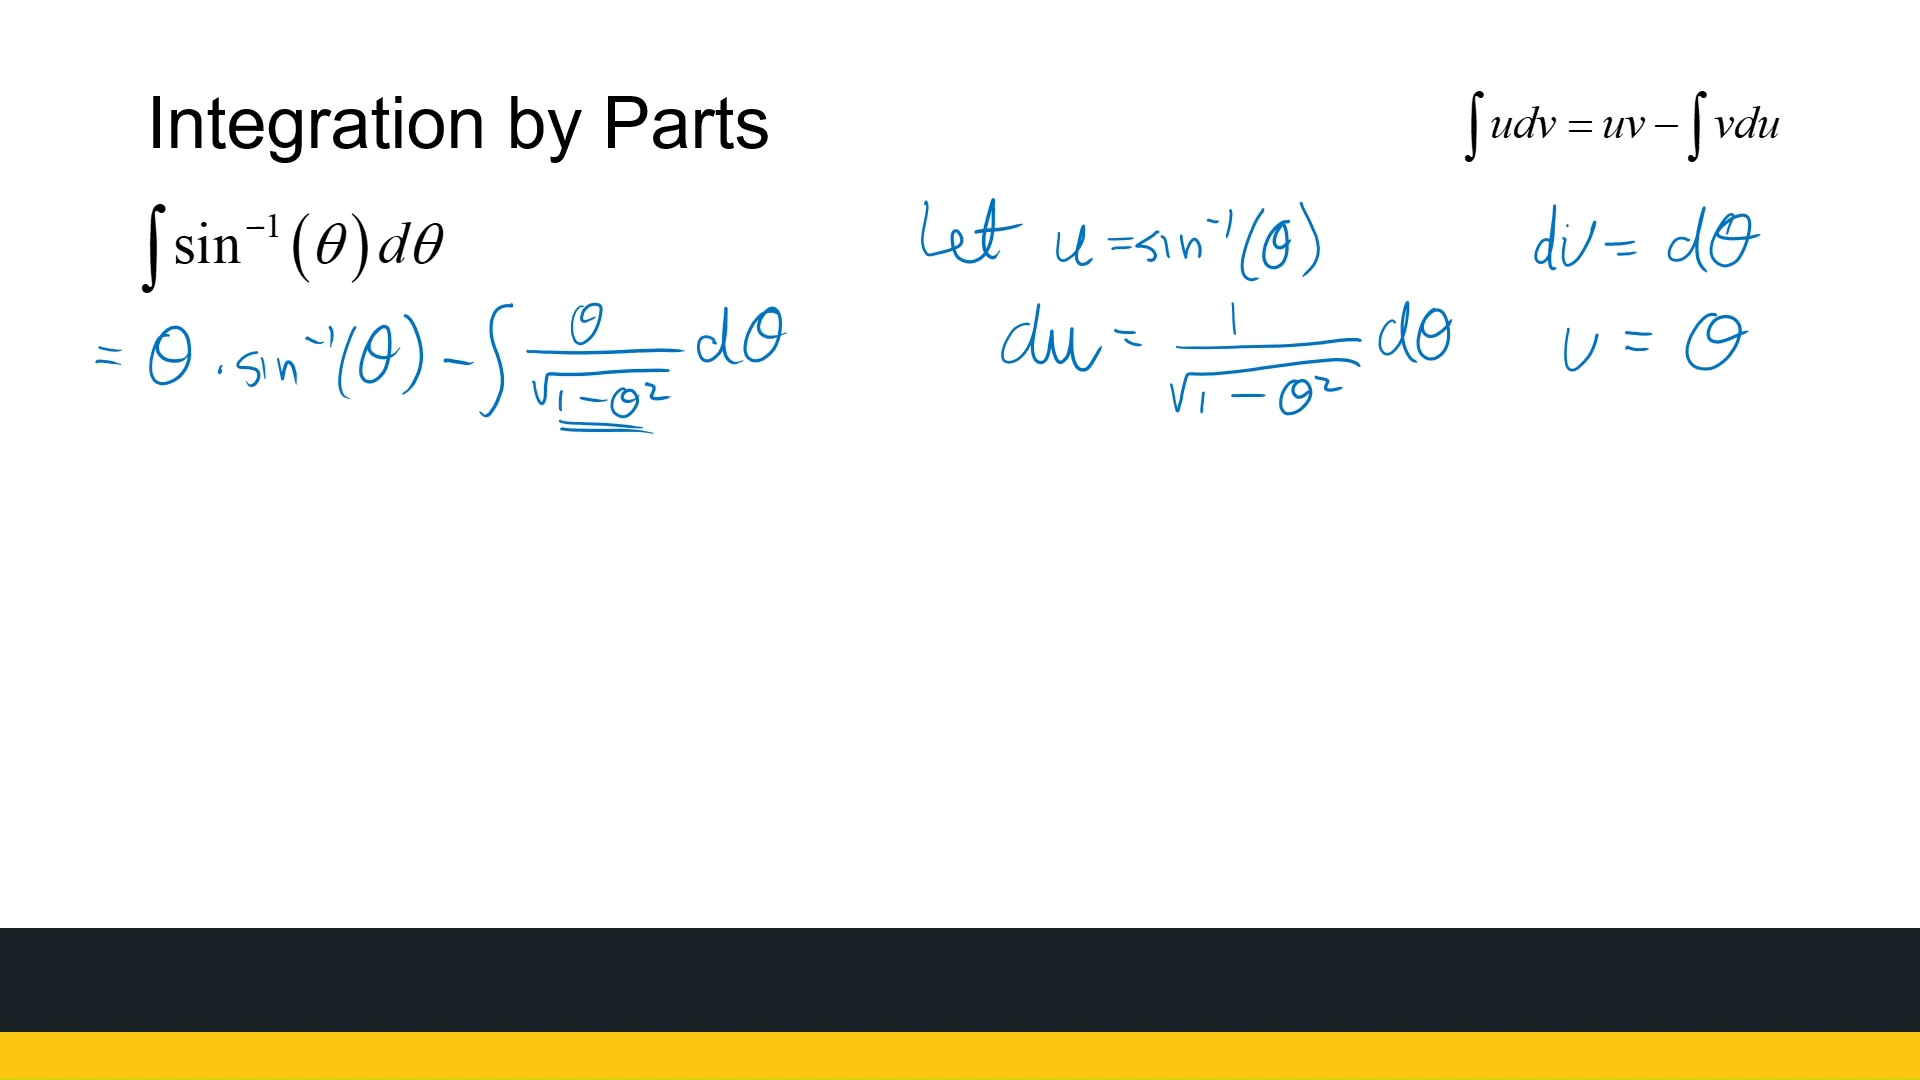 Integration by Parts
∫udv = uv − ∫vdu
∫sin⁻¹(θ)dθ
Let u = sin⁻¹(θ)  dv = dθ
= θ · sin⁻¹(θ) − ∫ θ/√(1 − θ²) dθ
du = 1/√(1 − θ²) dθ  v = θ